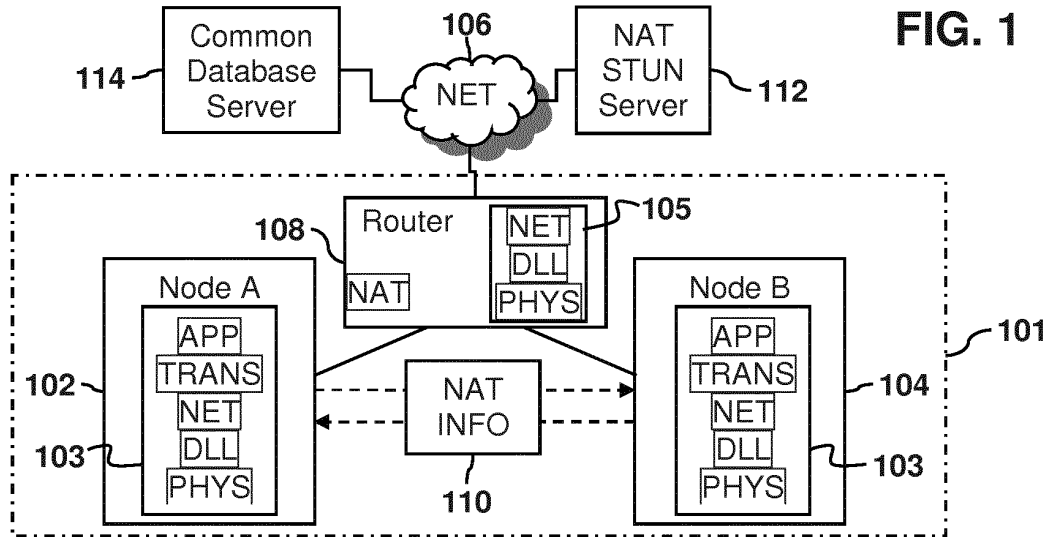 FIG. 1
106
Common
Database
Server
114
NET
NAT
STUN
Server
112
Router
105
108
NET
DLL
PHYS
NAT
Node A
APP
TRANS
NET
DLL
PHYS
102
103
NAT
INFO
110
Node B
APP
TRANS
NET
DLL
PHYS
101
104
103